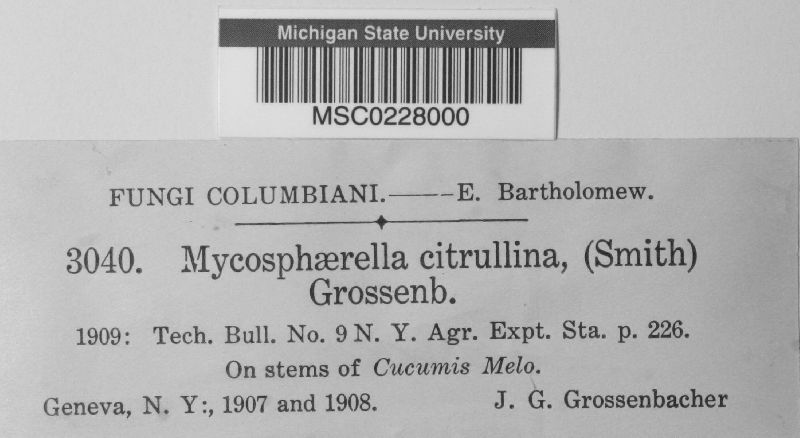 Michigan State University
MSC0228000
FUNGI COLUMBIANI.——E. Bartholomew.
3040. Mycosphærella citrullina, (Smith)
Grossenb.
1909: Tech. Bull. No. 9 N. Y. Agr. Expt. Sta. p. 226.
On stems of Cucumis Melo.
Geneva, N. Y:, 1907 and 1908. J. G. Grossenbacher